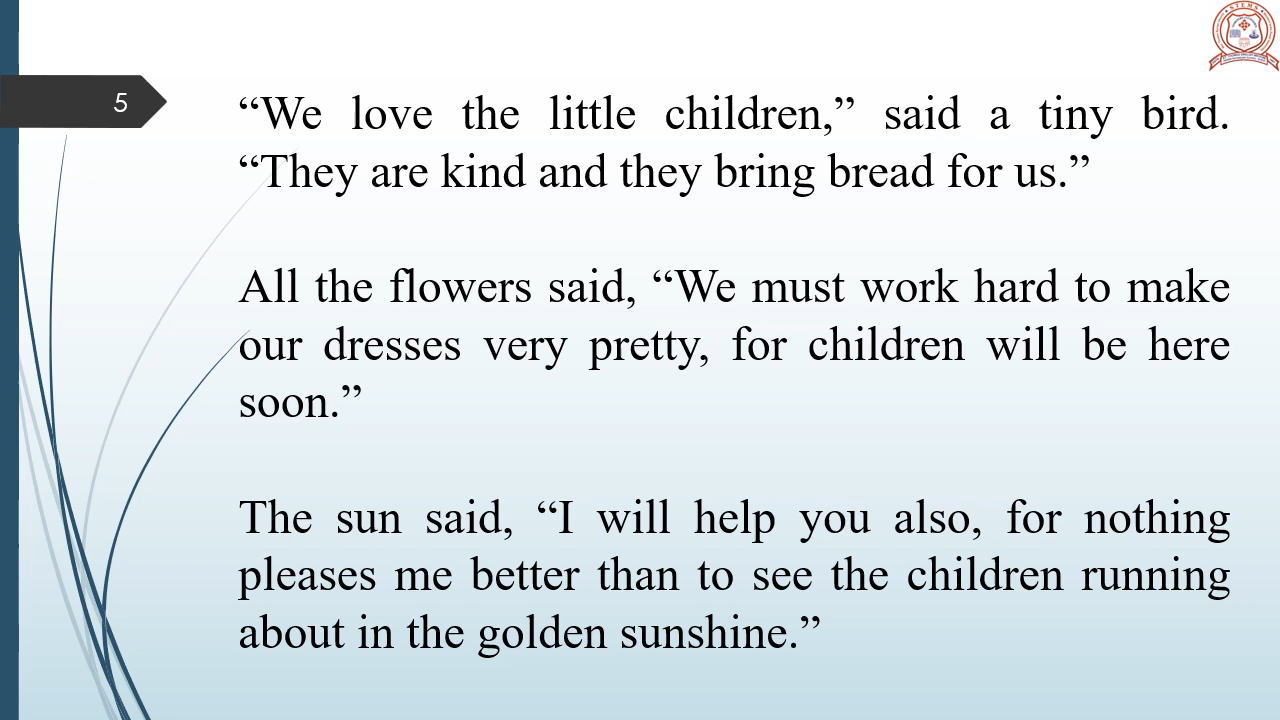 5
“We love the little children,” said a tiny bird.
“They are kind and they bring bread for us.”
All the flowers said, “We must work hard to make
our dresses very pretty, for children will be here
soon.”
The sun said, “I will help you also, for nothing
pleases me better than to see the children running
about in the golden sunshine.”